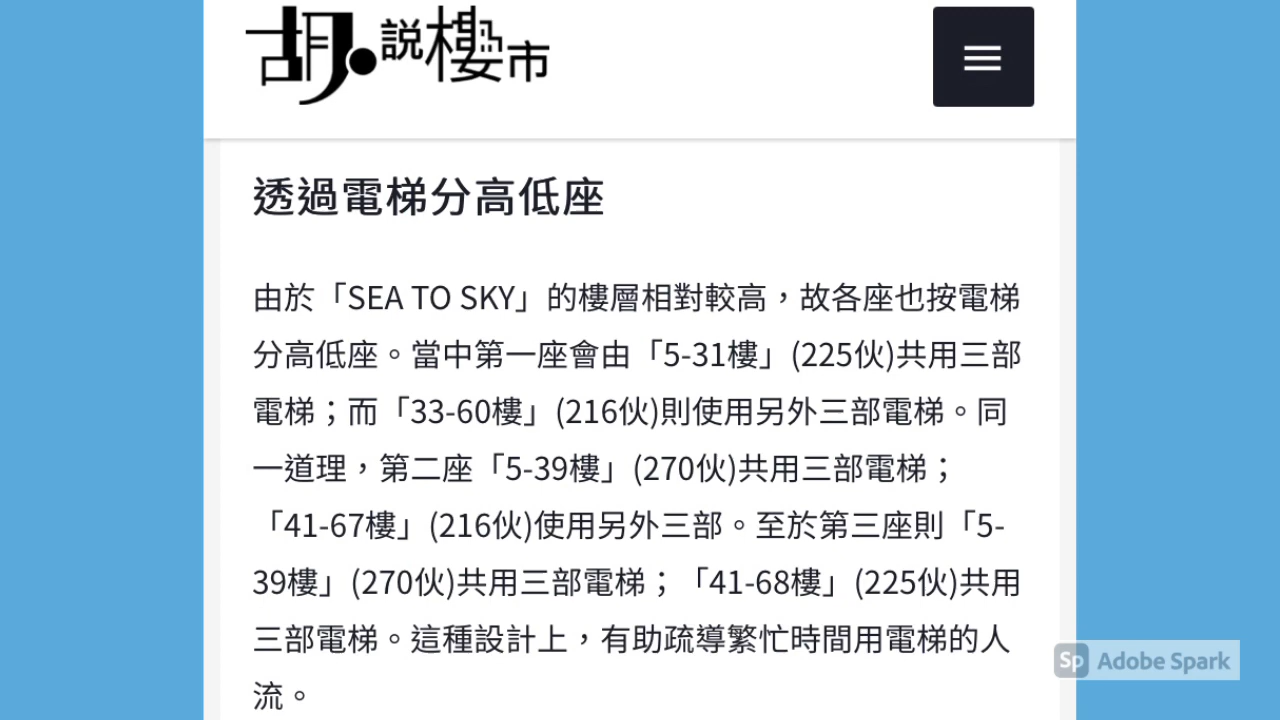 胡．說樓市
透過電梯分高低座
由於「SEA TO SKY」的樓層相對較高，故各座也按電梯
分高低座。當中第一座會由「5-31樓」(225伙)共用三部
電梯；而「33-60樓」(216伙)則使用另外三部電梯。同
一道理，第二座「5-39樓」(270伙)共用三部電梯；
「41-67樓」(216伙)使用另外三部。至於第三座則「5-
39樓」(270伙)共用三部電梯；「41-68樓」(225伙)共用
三部電梯。這種設計上，有助疏導繁忙時間用電梯的人
流。
Sp Adobe Spark